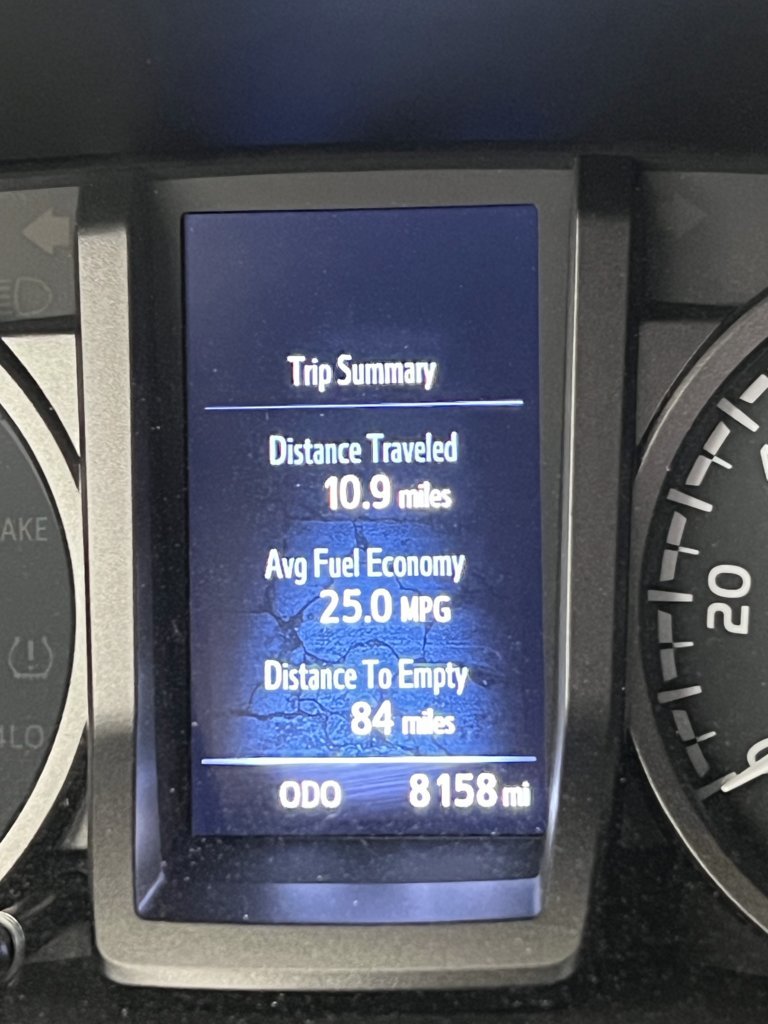 Trip Summary
Distance Traveled
10.9 miles
Avg Fuel Economy
25.0 MPG
Distance To Empty
84 miles
ODO 8158 mi
AKE
4LO
20